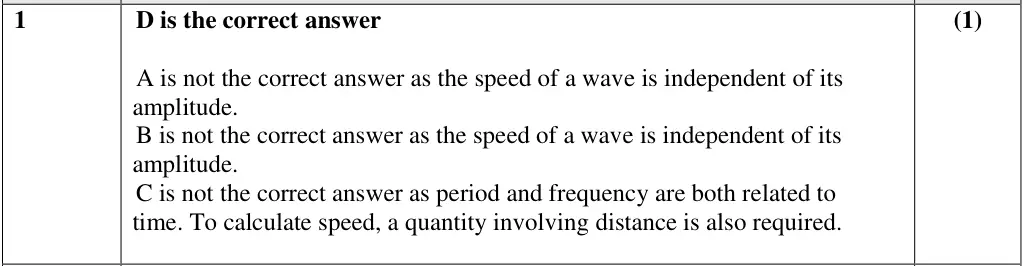 1 D is the correct answer (1)
A is not the correct answer as the speed of a wave is independent of its
amplitude.
B is not the correct answer as the speed of a wave is independent of its
amplitude.
C is not the correct answer as period and frequency are both related to
time. To calculate speed, a quantity involving distance is also required.